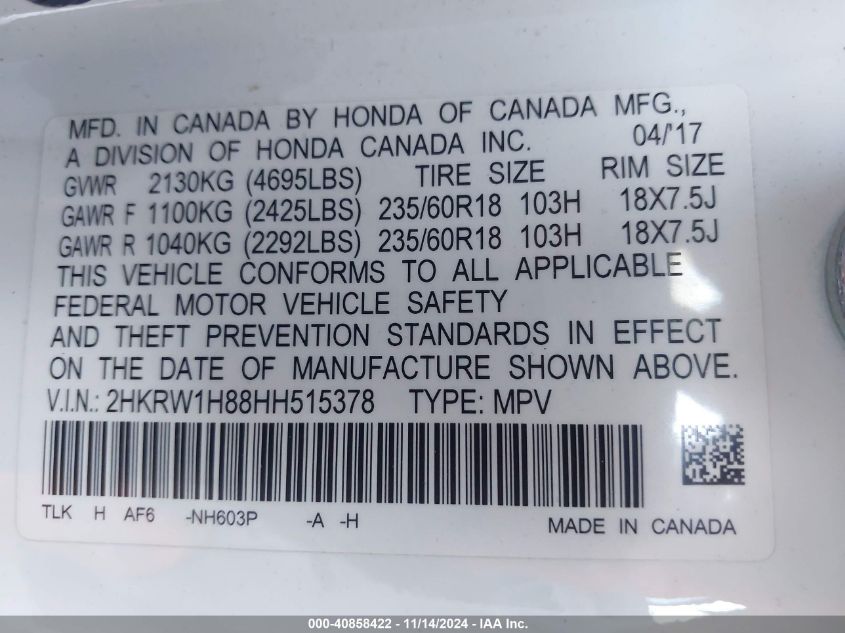 MFD. IN CANADA BY HONDA OF CANADA MFG.,
A DIVISION OF HONDA CANADA INC. 04/'17
GVWR 2130KG (4695LBS) TIRE SIZE RIM SIZE
GAWR F 1100KG (2425LBS) 235/60R18 103H 18X7.5J
GAWR R 1040KG (2292LBS) 235/60R18 103H 18X7.5J
THIS VEHICLE CONFORMS TO ALL APPLICABLE
FEDERAL MOTOR VEHICLE SAFETY
AND THEFT PREVENTION STANDARDS IN EFFECT
ON THE DATE OF MANUFACTURE SHOWN ABOVE.
V.I.N.: 2HKRW1H88HH515378 TYPE: MPV
TLK H AF6 -NH603P -A -H
MADE IN CANADA
000-40858422 - 11/14/2024 - IAA Inc.